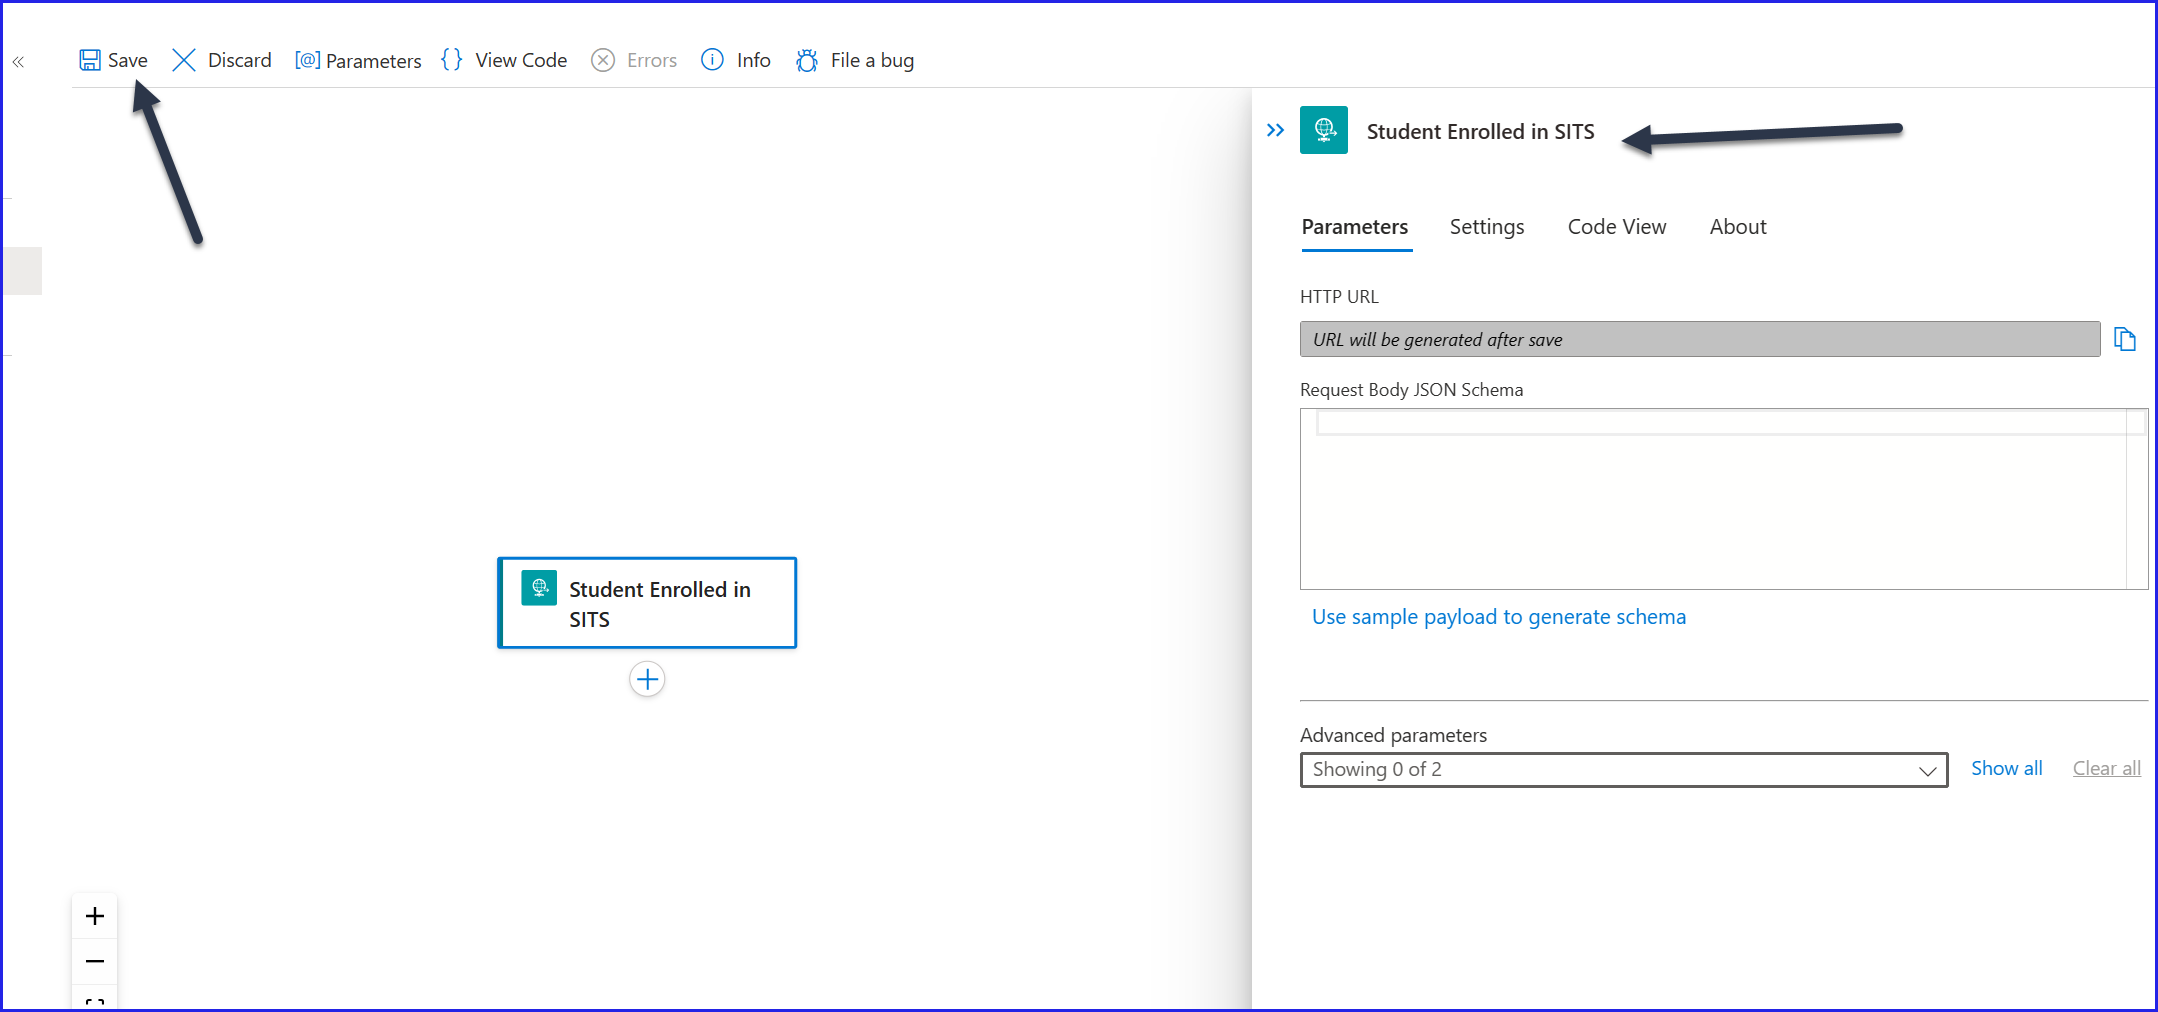 Save Discard [@] Parameters {} View Code Errors Info File a bug
Student Enrolled in SITS
Parameters Settings Code View About
HTTP URL
URL will be generated after save
Request Body JSON Schema
Use sample payload to generate schema
Advanced parameters
Showing 0 of 2 Show all Clear all
Student Enrolled in
SITS